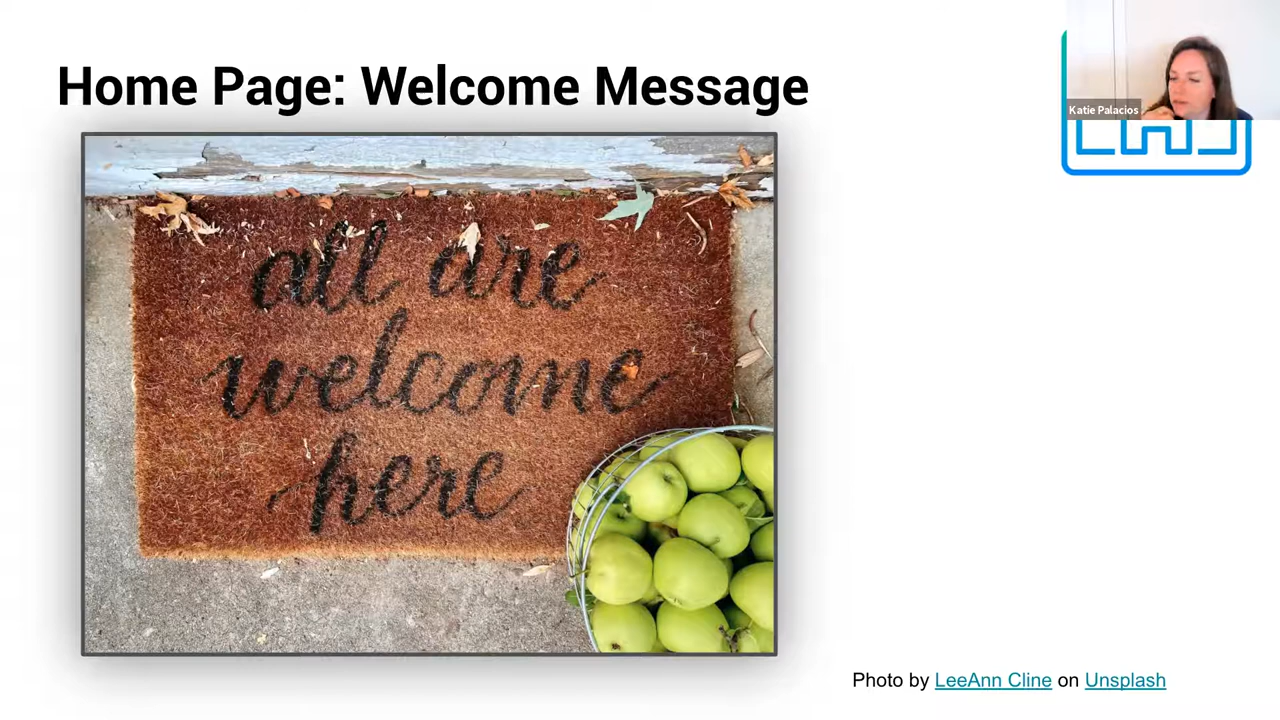 Home Page: Welcome Message
Katie Palacios
all are
welcome
here
Photo by LeeAnn Cline on Unsplash